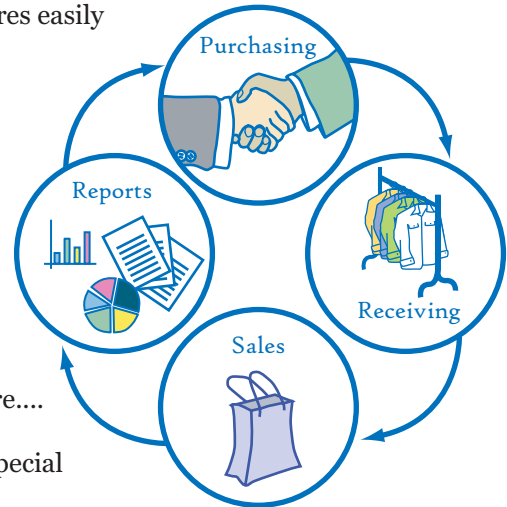 res easily
Purchasing
Reports
Receiving
Sales
re....
pecial